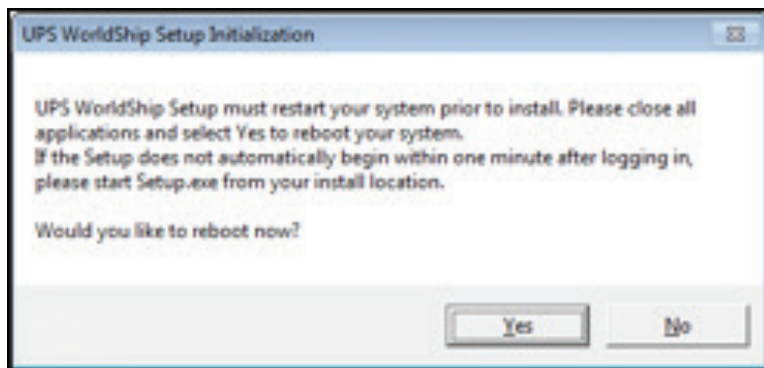 UPS WorldShip Setup Initialization
UPS WorldShip Setup must restart your system prior to install. Please close all
applications and select Yes to reboot your system.
If the Setup does not automatically begin within one minute after logging in,
please start Setup.exe from your install location.
Would you like to reboot now?
Yes No